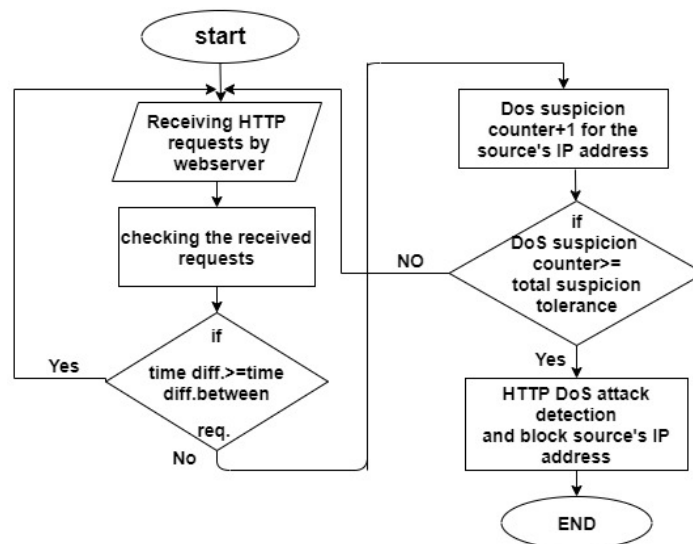 start
Receiving HTTP
requests by
webserver
checking the received
requests
if
time diff.>=time
diff.between
req.
Yes
No
Dos suspicion
counter+1 for the
source's IP address
if
DoS suspicion
counter>=
total suspicion
tolerance
NO
Yes
HTTP DoS attack
detection
and block source's IP
address
END